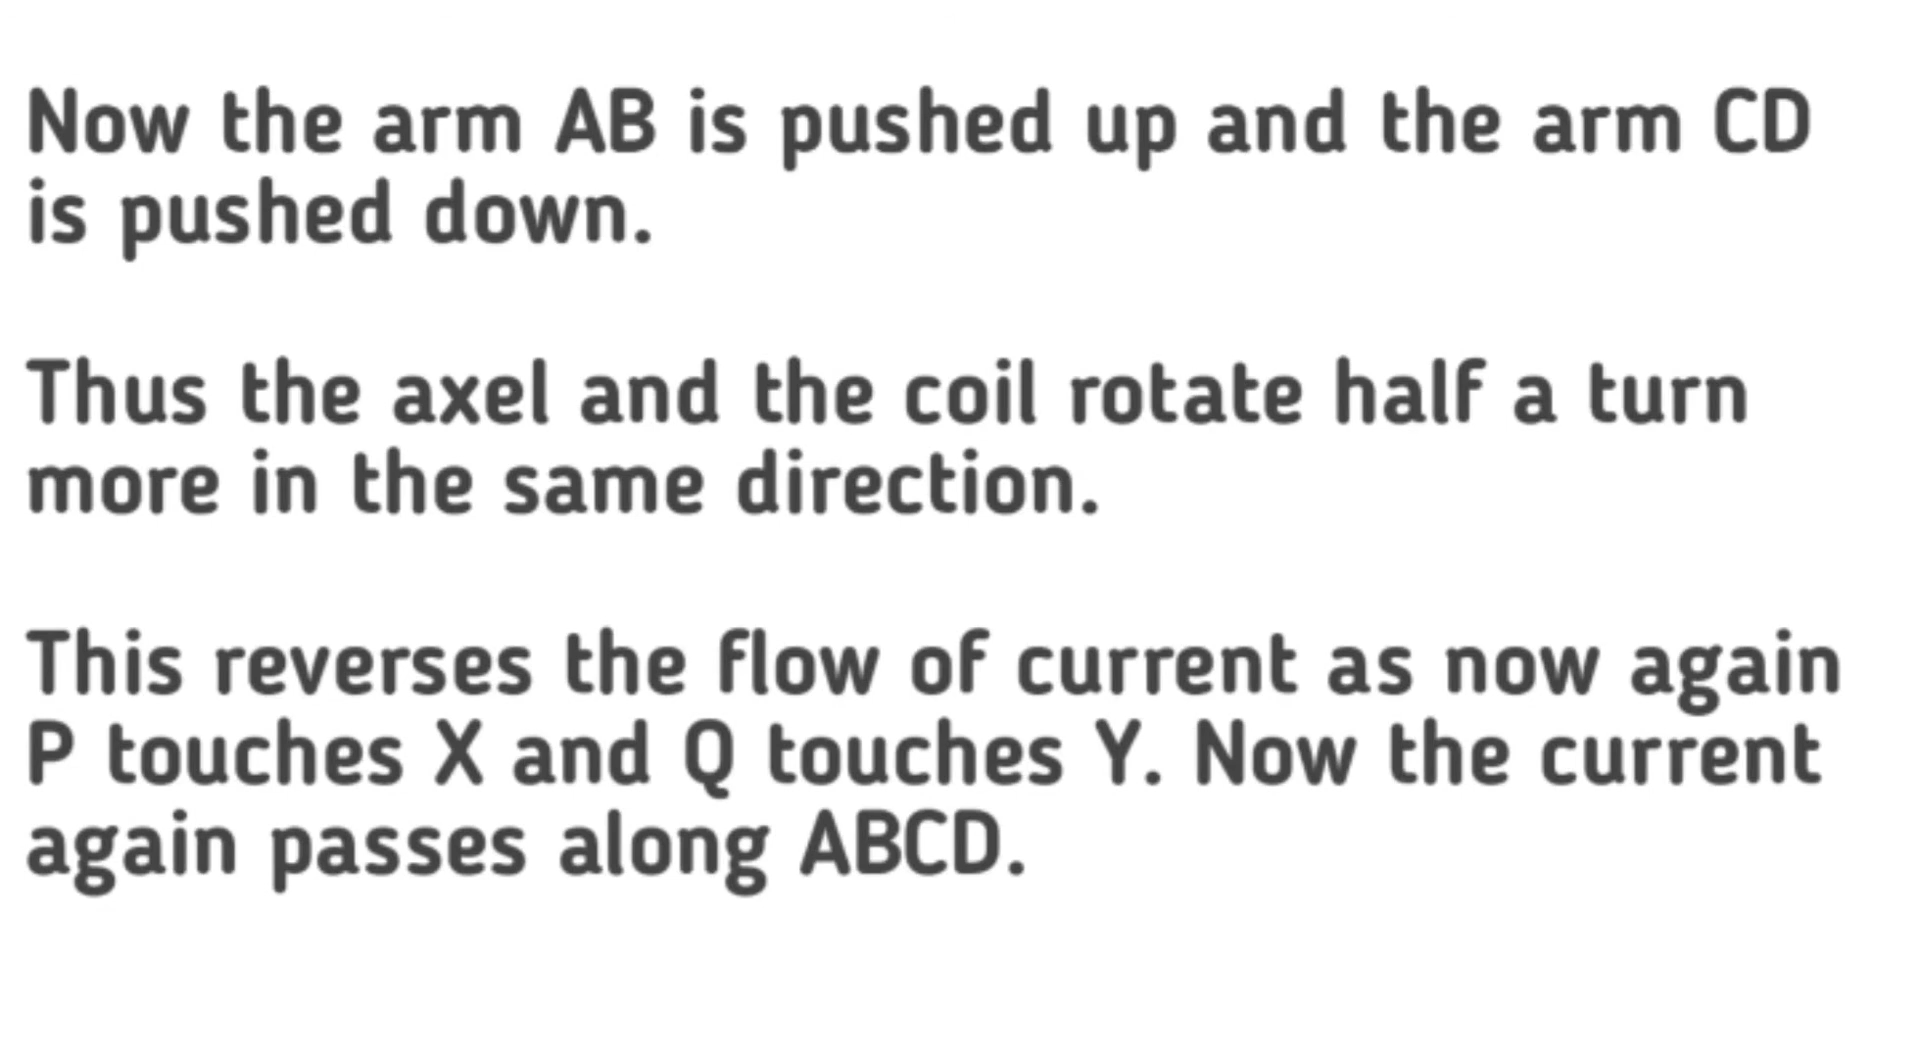 Now the arm AB is pushed up and the arm CD
is pushed down.
Thus the axel and the coil rotate half a turn
more in the same direction.
This reverses the flow of current as now again
P touches X and Q touches Y. Now the current
again passes along ABCD.